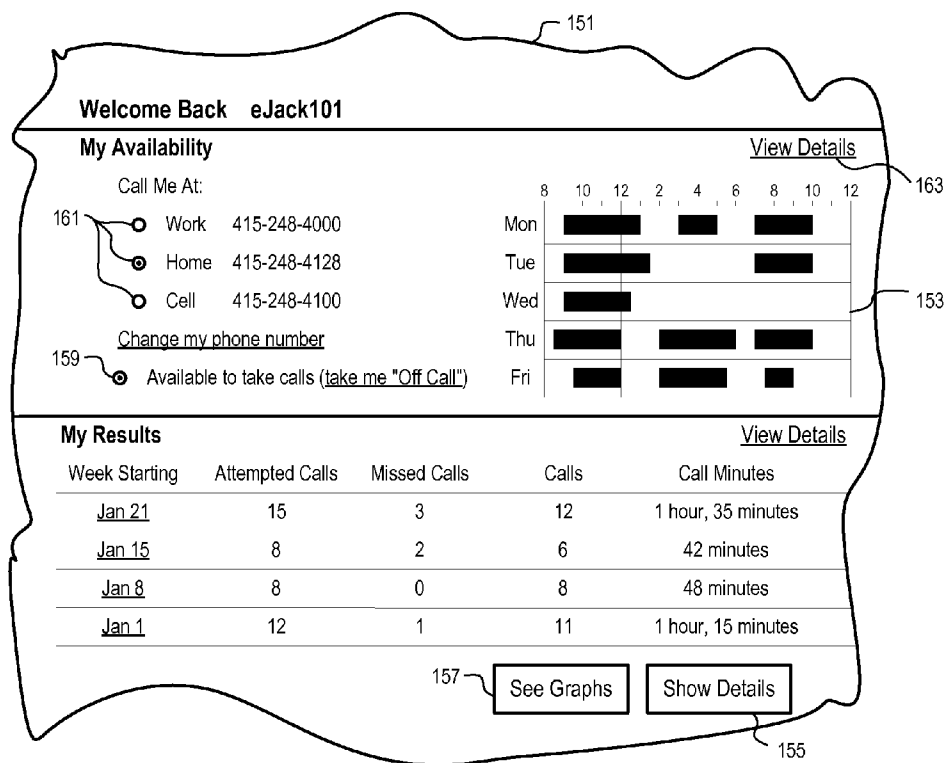 151
Welcome Back eJack101
My Availability View Details
163
Call Me At:
8 10 12 2 4 6 8 10 12
161
Work 415-248-4000
Mon
Home 415-248-4128
Tue
Cell 415-248-4100
Wed
153
Change my phone number
Thu
159
Available to take calls (take me "Off Call")
Fri
My Results View Details
Week Starting Attempted Calls Missed Calls Calls Call Minutes
Jan 21 15 3 12 1 hour, 35 minutes
Jan 15 8 2 6 42 minutes
Jan 8 8 0 8 48 minutes
Jan 1 12 1 11 1 hour, 15 minutes
157
See Graphs Show Details
155